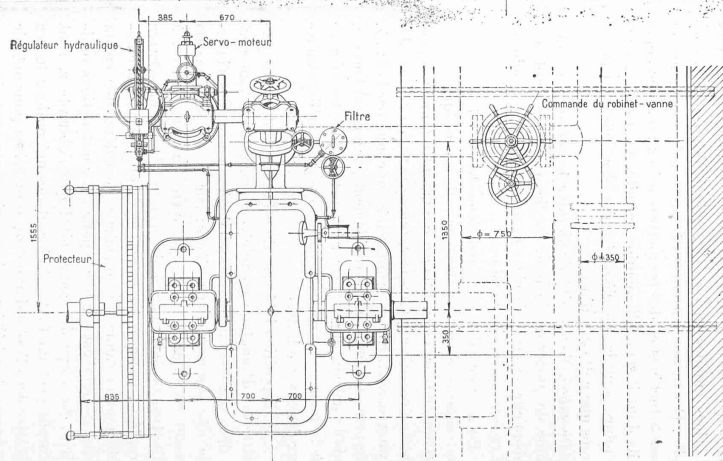 385
670
Régulateur hydraulique
Servo-moteur
Filtre
Commande du robinet-vanne
1555
1350
Protecteur
ϕ=750
ϕ=350
350
835
700
700